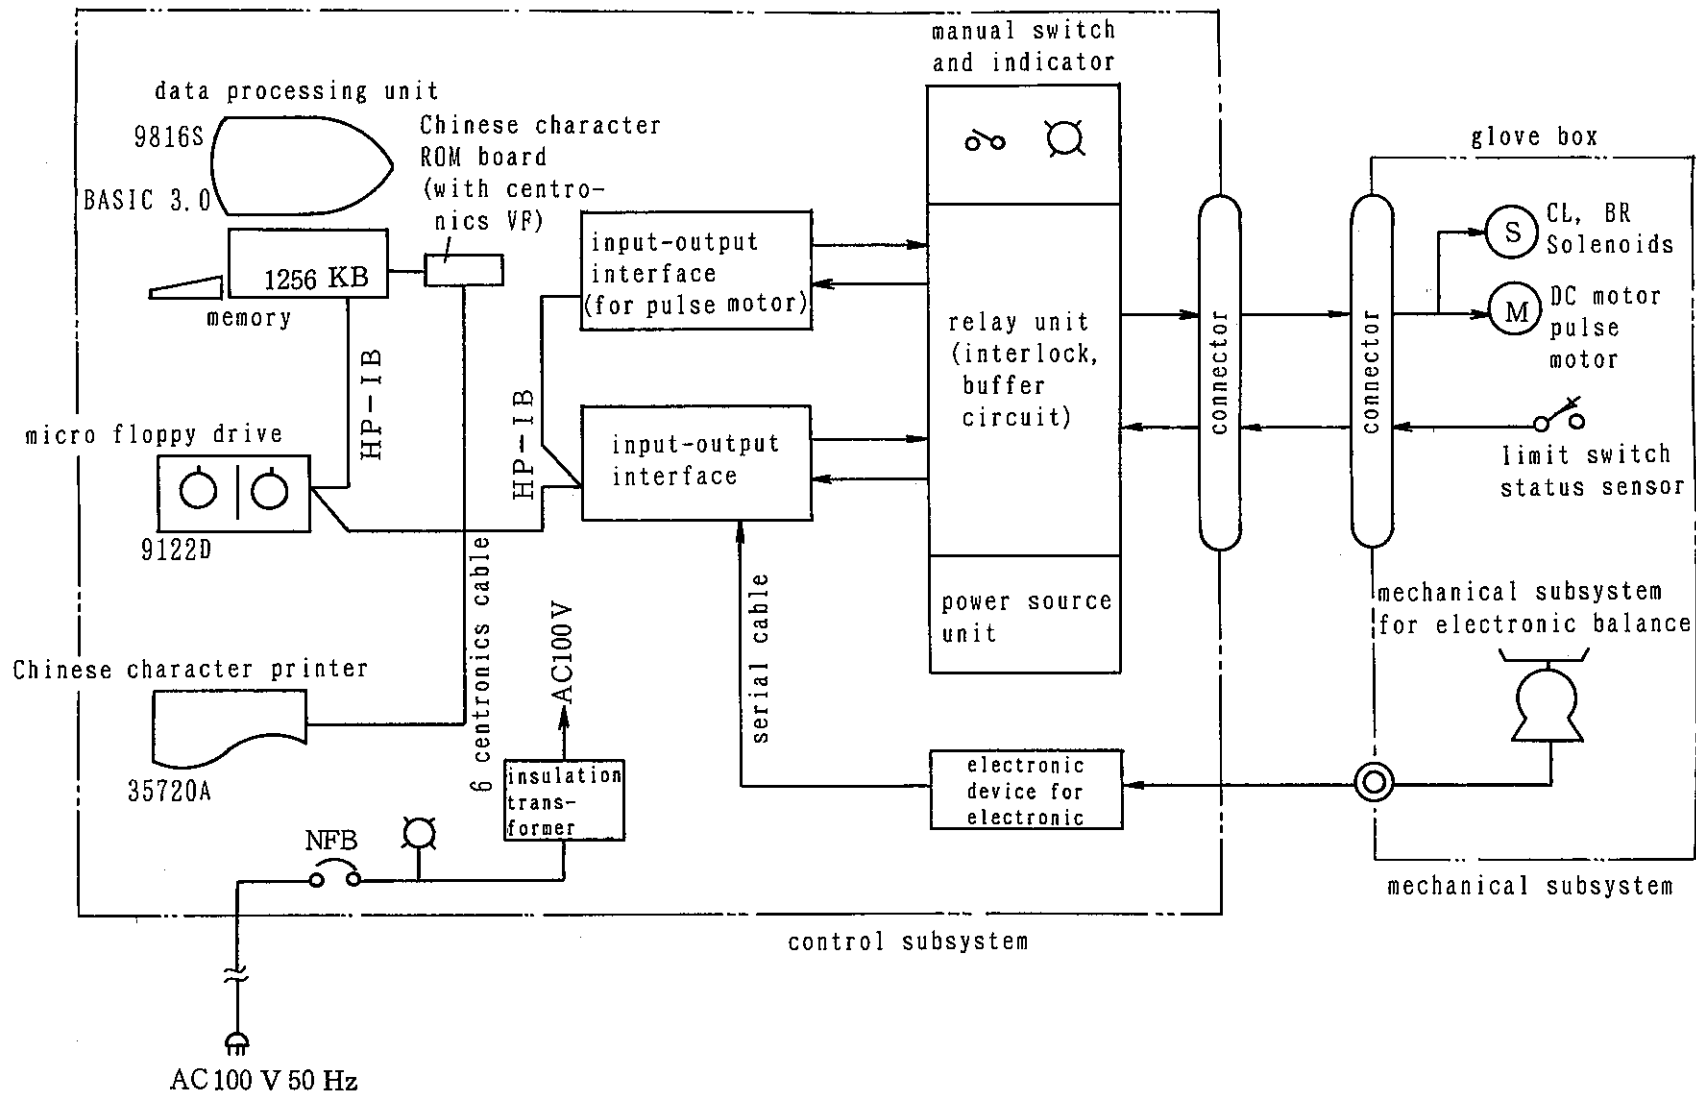 manual switch
and indicator
data processing unit
9816S
BASIC 3.0
Chinese character
ROM board
(with centro-
nics VF)
1256 KB
memory
HP-IB
micro floppy drive
9122D
Chinese character printer
35720A
6 centronics cable
input-output
interface
(for pulse motor)
HP-IB
input-output
interface
serial cable
relay unit
(interlock,
buffer
circuit)
power source
unit
connector
connector
glove box
S
CL, BR
Solenoids
M
DC motor
pulse
motor
limit switch
status sensor
mechanical subsystem
for electronic balance
electronic
device for
electronic
AC100V
insulation
trans-
former
NFB
mechanical subsystem
control subsystem
AC 100 V 50 Hz